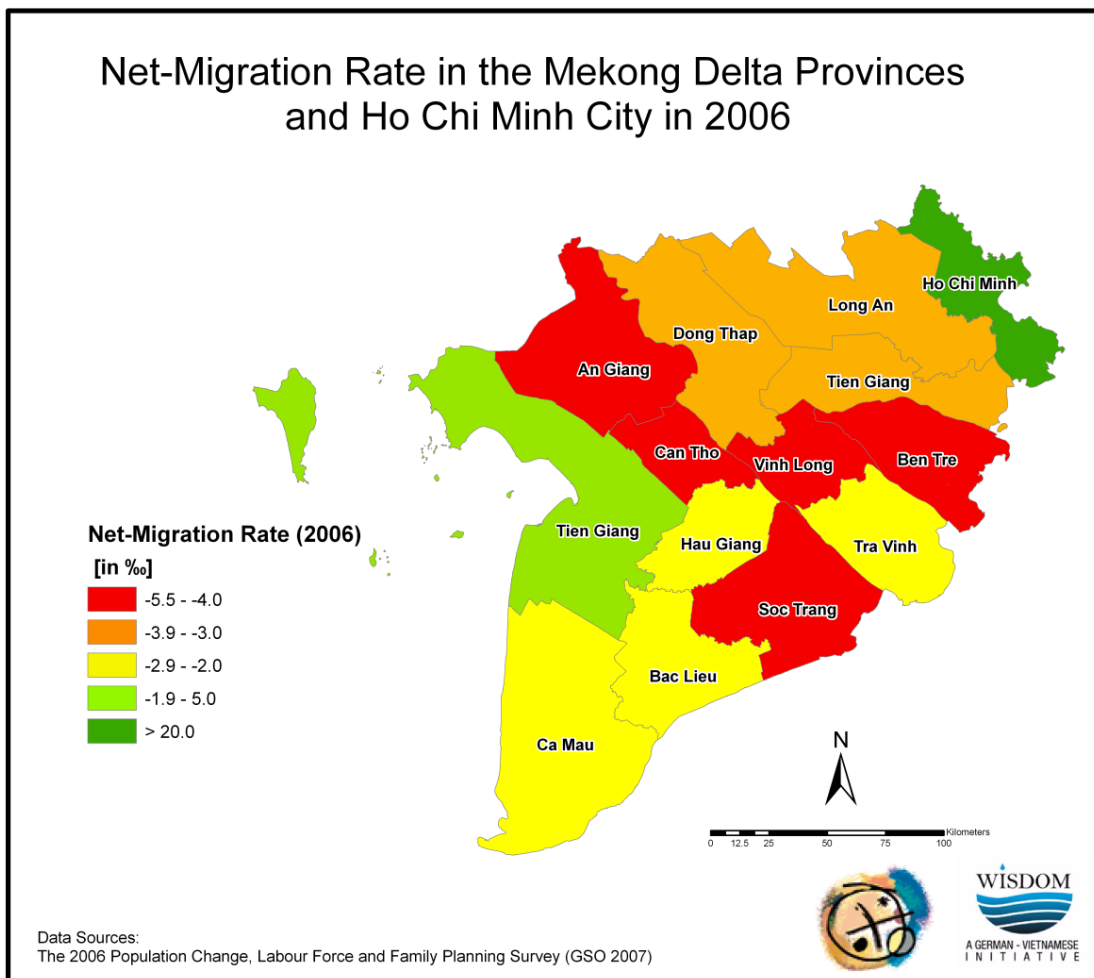 Net-Migration Rate in the Mekong Delta Provinces
and Ho Chi Minh City in 2006
Ho Chi Minh
Long An
Dong Thap
An Giang
Tien Giang
Can Tho
Vinh Long
Ben Tre
Tien Giang
Hau Giang
Tra Vinh
Soc Trang
Bac Lieu
Ca Mau
Net-Migration Rate (2006)
[in ‰]
-5.5 - -4.0
-3.9 - -3.0
-2.9 - -2.0
-1.9 - 5.0
> 20.0
N
Kilometers
0 12.5 25 50 75 100
WISDOM
A GERMAN - VIETNAMESE
INITIATIVE
Data Sources:
The 2006 Population Change, Labour Force and Family Planning Survey (GSO 2007)